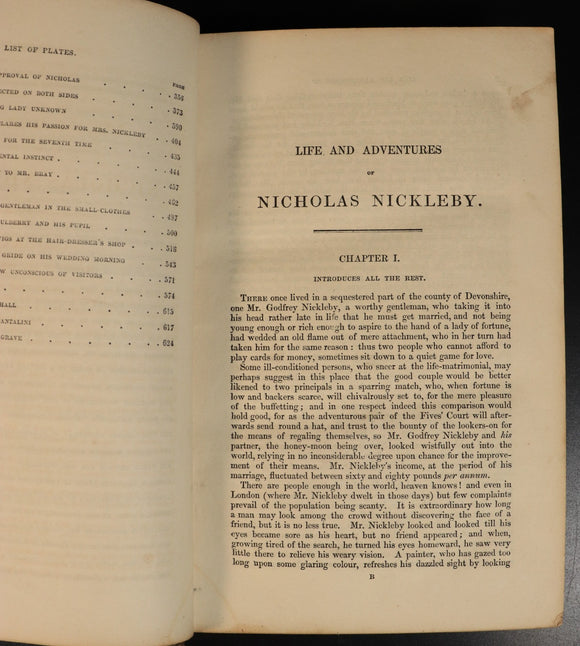 LIST OF PLATES.
PAGE
PPROVAL OF NICHOLAS . . . . 356
ECTED ON BOTH SIDES . . . . 373
G LADY UNKNOWN . . . . 390
LARES HIS PASSION FOR MRS. NICKLEBY . 404
FOR THE SEVENTH TIME . . . . 435
ENTAL INSTINCT . . . . . 444
TO MR. BRAY . . . . . 457
. . . . . 482
GENTLEMAN IN THE SMALL-CLOTHES . . 487
ULBERRY AND HIS PUPIL . . . . 500
IGS AT THE HAIR-DRESSER'S SHOP . . . 518
GRIDE ON HIS WEDDING MORNING . . 543
W UNCONSCIOUS OF VISITORS . . . 571
. . . . . 574
HALL . . . . .
ANTALINI . . . . . 617
GRAVE . . . . . 624
LIFE AND ADVENTURES
OF
NICHOLAS NICKLEBY.
CHAPTER I.
INTRODUCES ALL THE REST.
THERE once lived in a sequestered part of the county of Devonshire,
one Mr. Godfrey Nickleby, a worthy gentleman, who taking it into
his head rather late in life that he must get married, and not being
young enough or rich enough to aspire to the hand of a lady of fortune,
had wedded an old flame out of mere attachment, who in her turn had
taken him for the same reason : thus two people who cannot afford to
play cards for money, sometimes sit down to a quiet game for love.
Some ill-conditioned persons, who sneer at the life-matrimonial, may
perhaps suggest in this place that the good couple would be better
likened to two principals in a sparring match, who, when fortune is
low and backers scarce, will chivalrously set to, for the mere pleasure
of the buffetting ; and in one respect indeed this comparison would
hold good, for as the adventurous pair of the Fives' Court will after-
wards send round a hat, and trust to the bounty of the lookers-on for
the means of regaling themselves, so Mr. Godfrey Nickleby and his
partner, the honey-moon being over, looked wistfully out into the
world, relying in no inconsiderable degree upon chance for the improve-
ment of their means. Mr. Nickleby's income, at the period of his
marriage, fluctuated between sixty and eighty pounds per annum.
There are people enough in the world, heaven knows! and even in
London (where Mr. Nickleby dwelt in those days) but few complaints
prevail of the population being scanty. It is extraordinary how long
a man may look among the crowd without discovering the face of a
friend, but it is no less true. Mr. Nickleby looked and looked till his
eyes became sore as his heart, but no friend appeared ; and when,
growing tired of the search, he turned his eyes homeward, he saw very
little there to relieve his weary vision. A painter, who has gazed too
long upon some glaring colour, refreshes his dazzled sight by looking
B